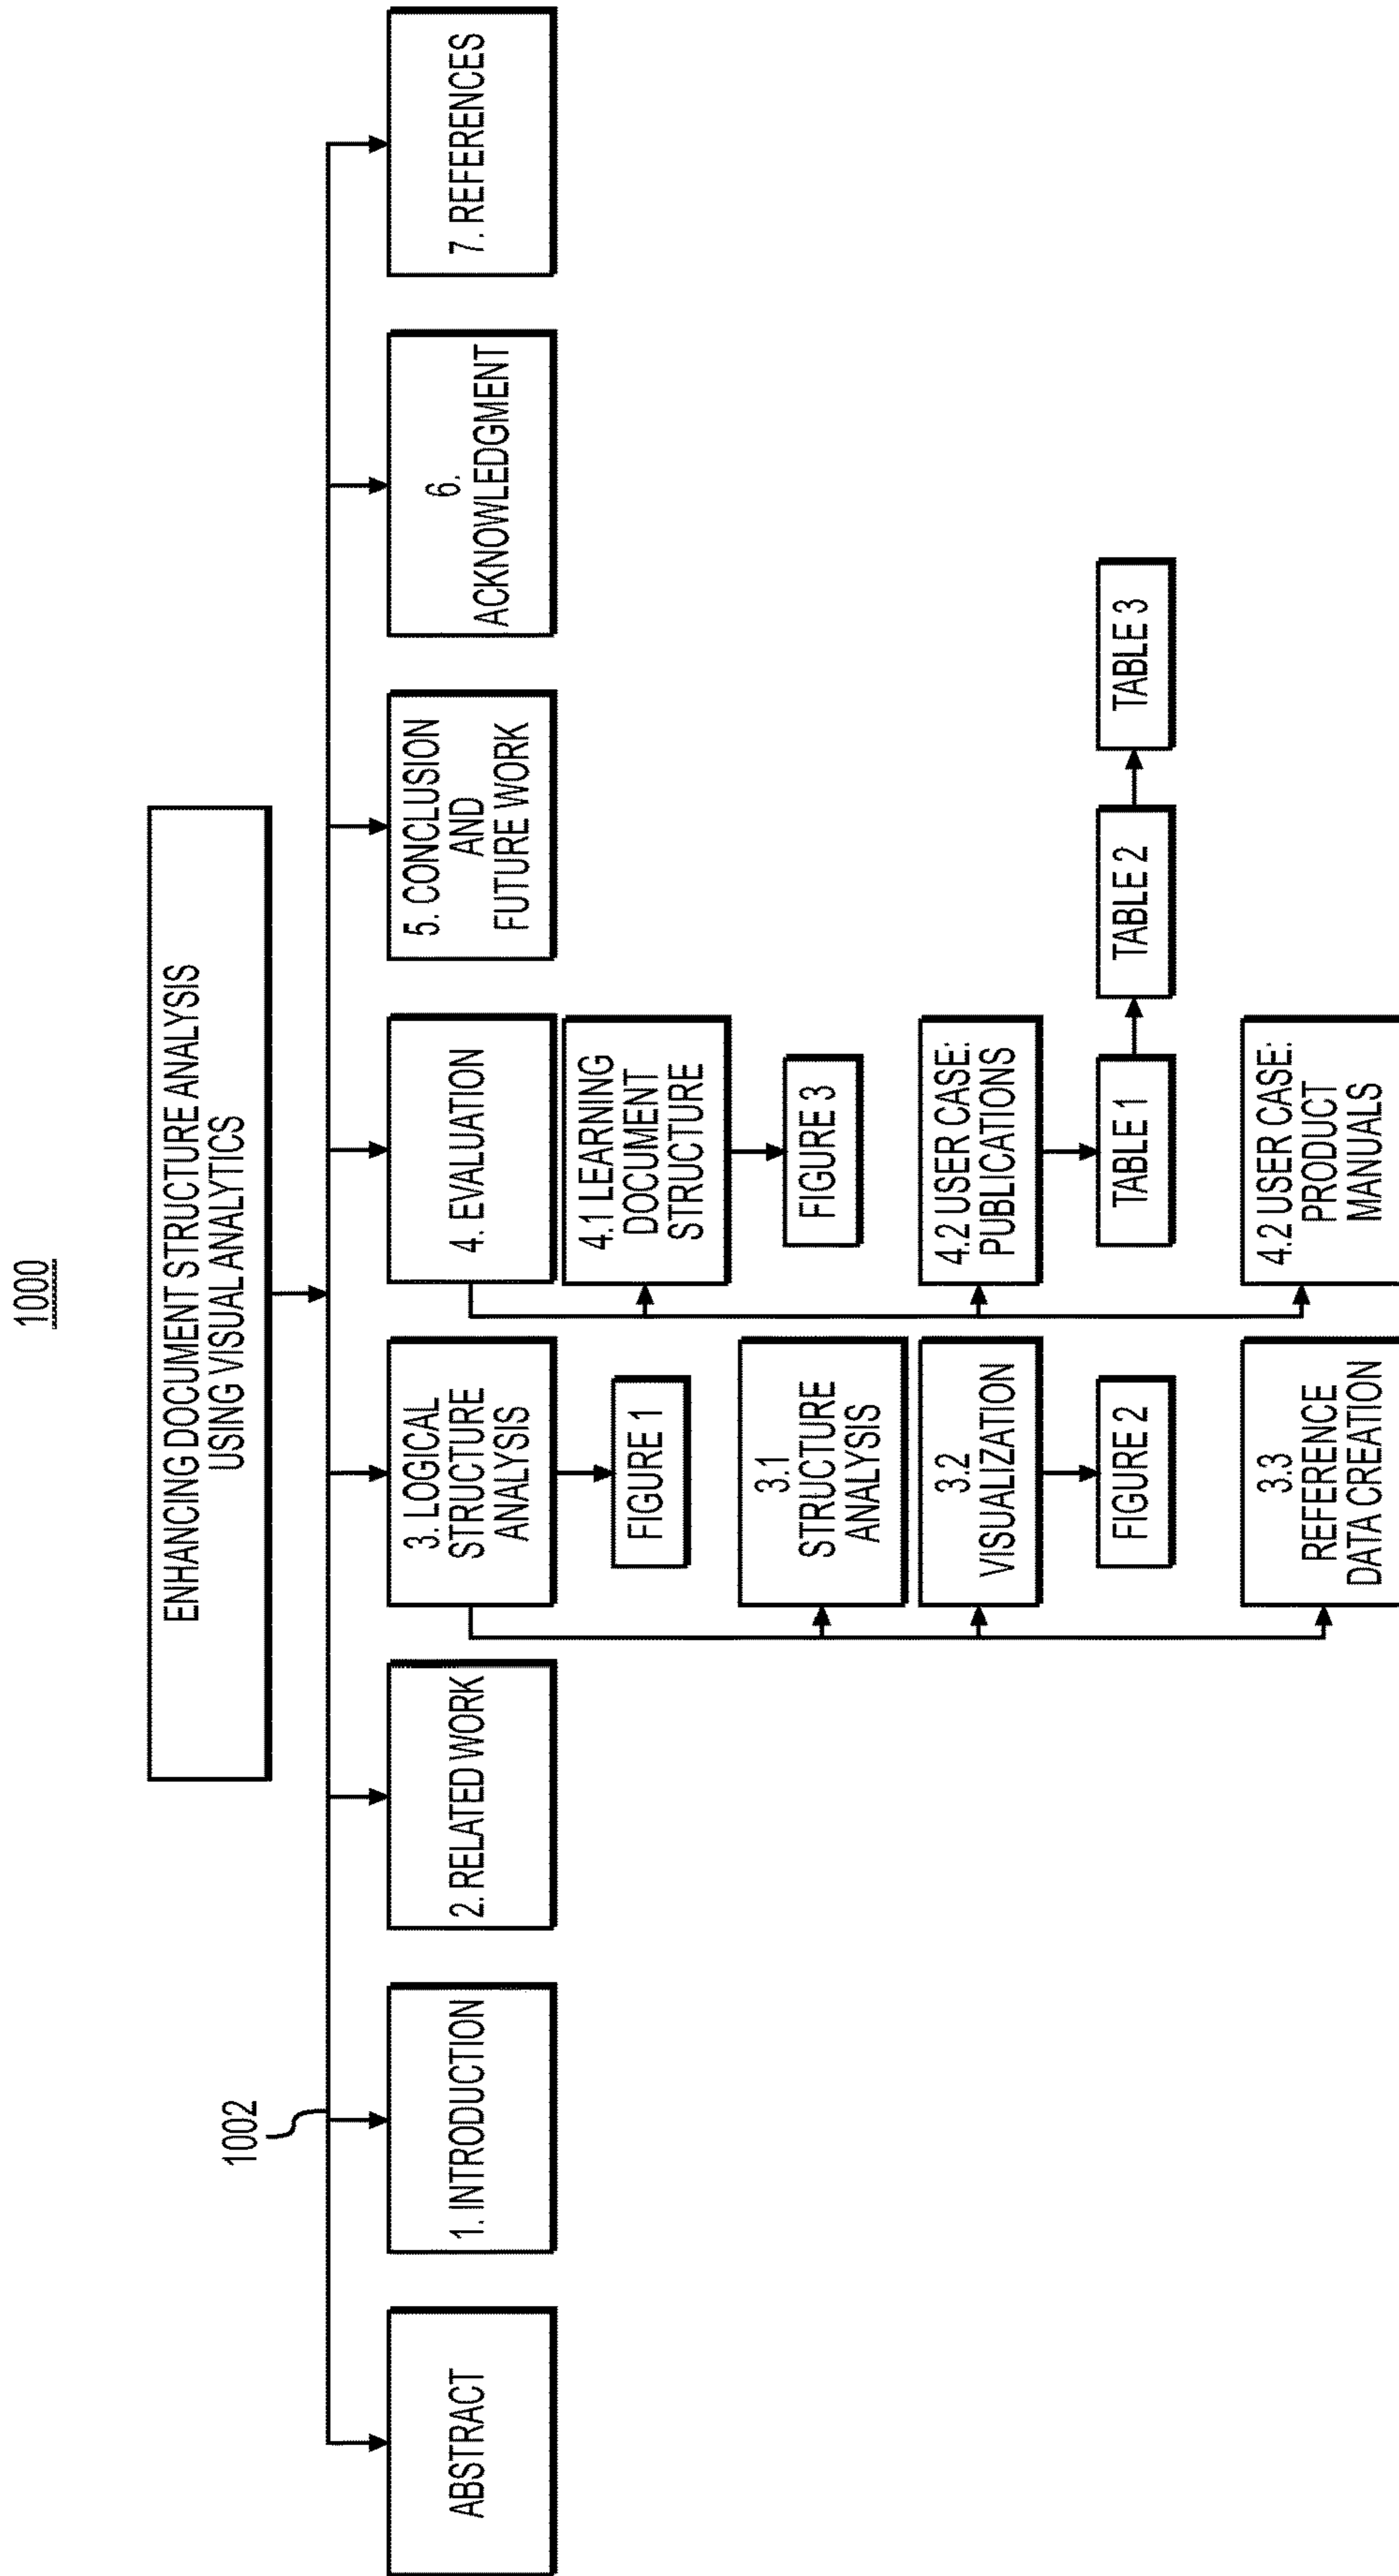 1000
ENHANCING DOCUMENT STRUCTURE ANALYSIS
USING VISUAL ANALYTICS
1002
ABSTRACT
1. INTRODUCTION
2. RELATED WORK
3. LOGICAL
STRUCTURE
ANALYSIS
FIGURE 1
3.1
STRUCTURE
ANALYSIS
3.2
VISUALIZATION
FIGURE 2
3.3
REFERENCE
DATA CREATION
4. EVALUATION
4.1 LEARNING
DOCUMENT
STRUCTURE
FIGURE 3
4.2 USER CASE:
PUBLICATIONS
TABLE 1
TABLE 2
TABLE 3
4.2 USER CASE:
PRODUCT
MANUALS
5. CONCLUSION
AND
FUTURE WORK
6.
ACKNOWLEDGMENT
7. REFERENCES